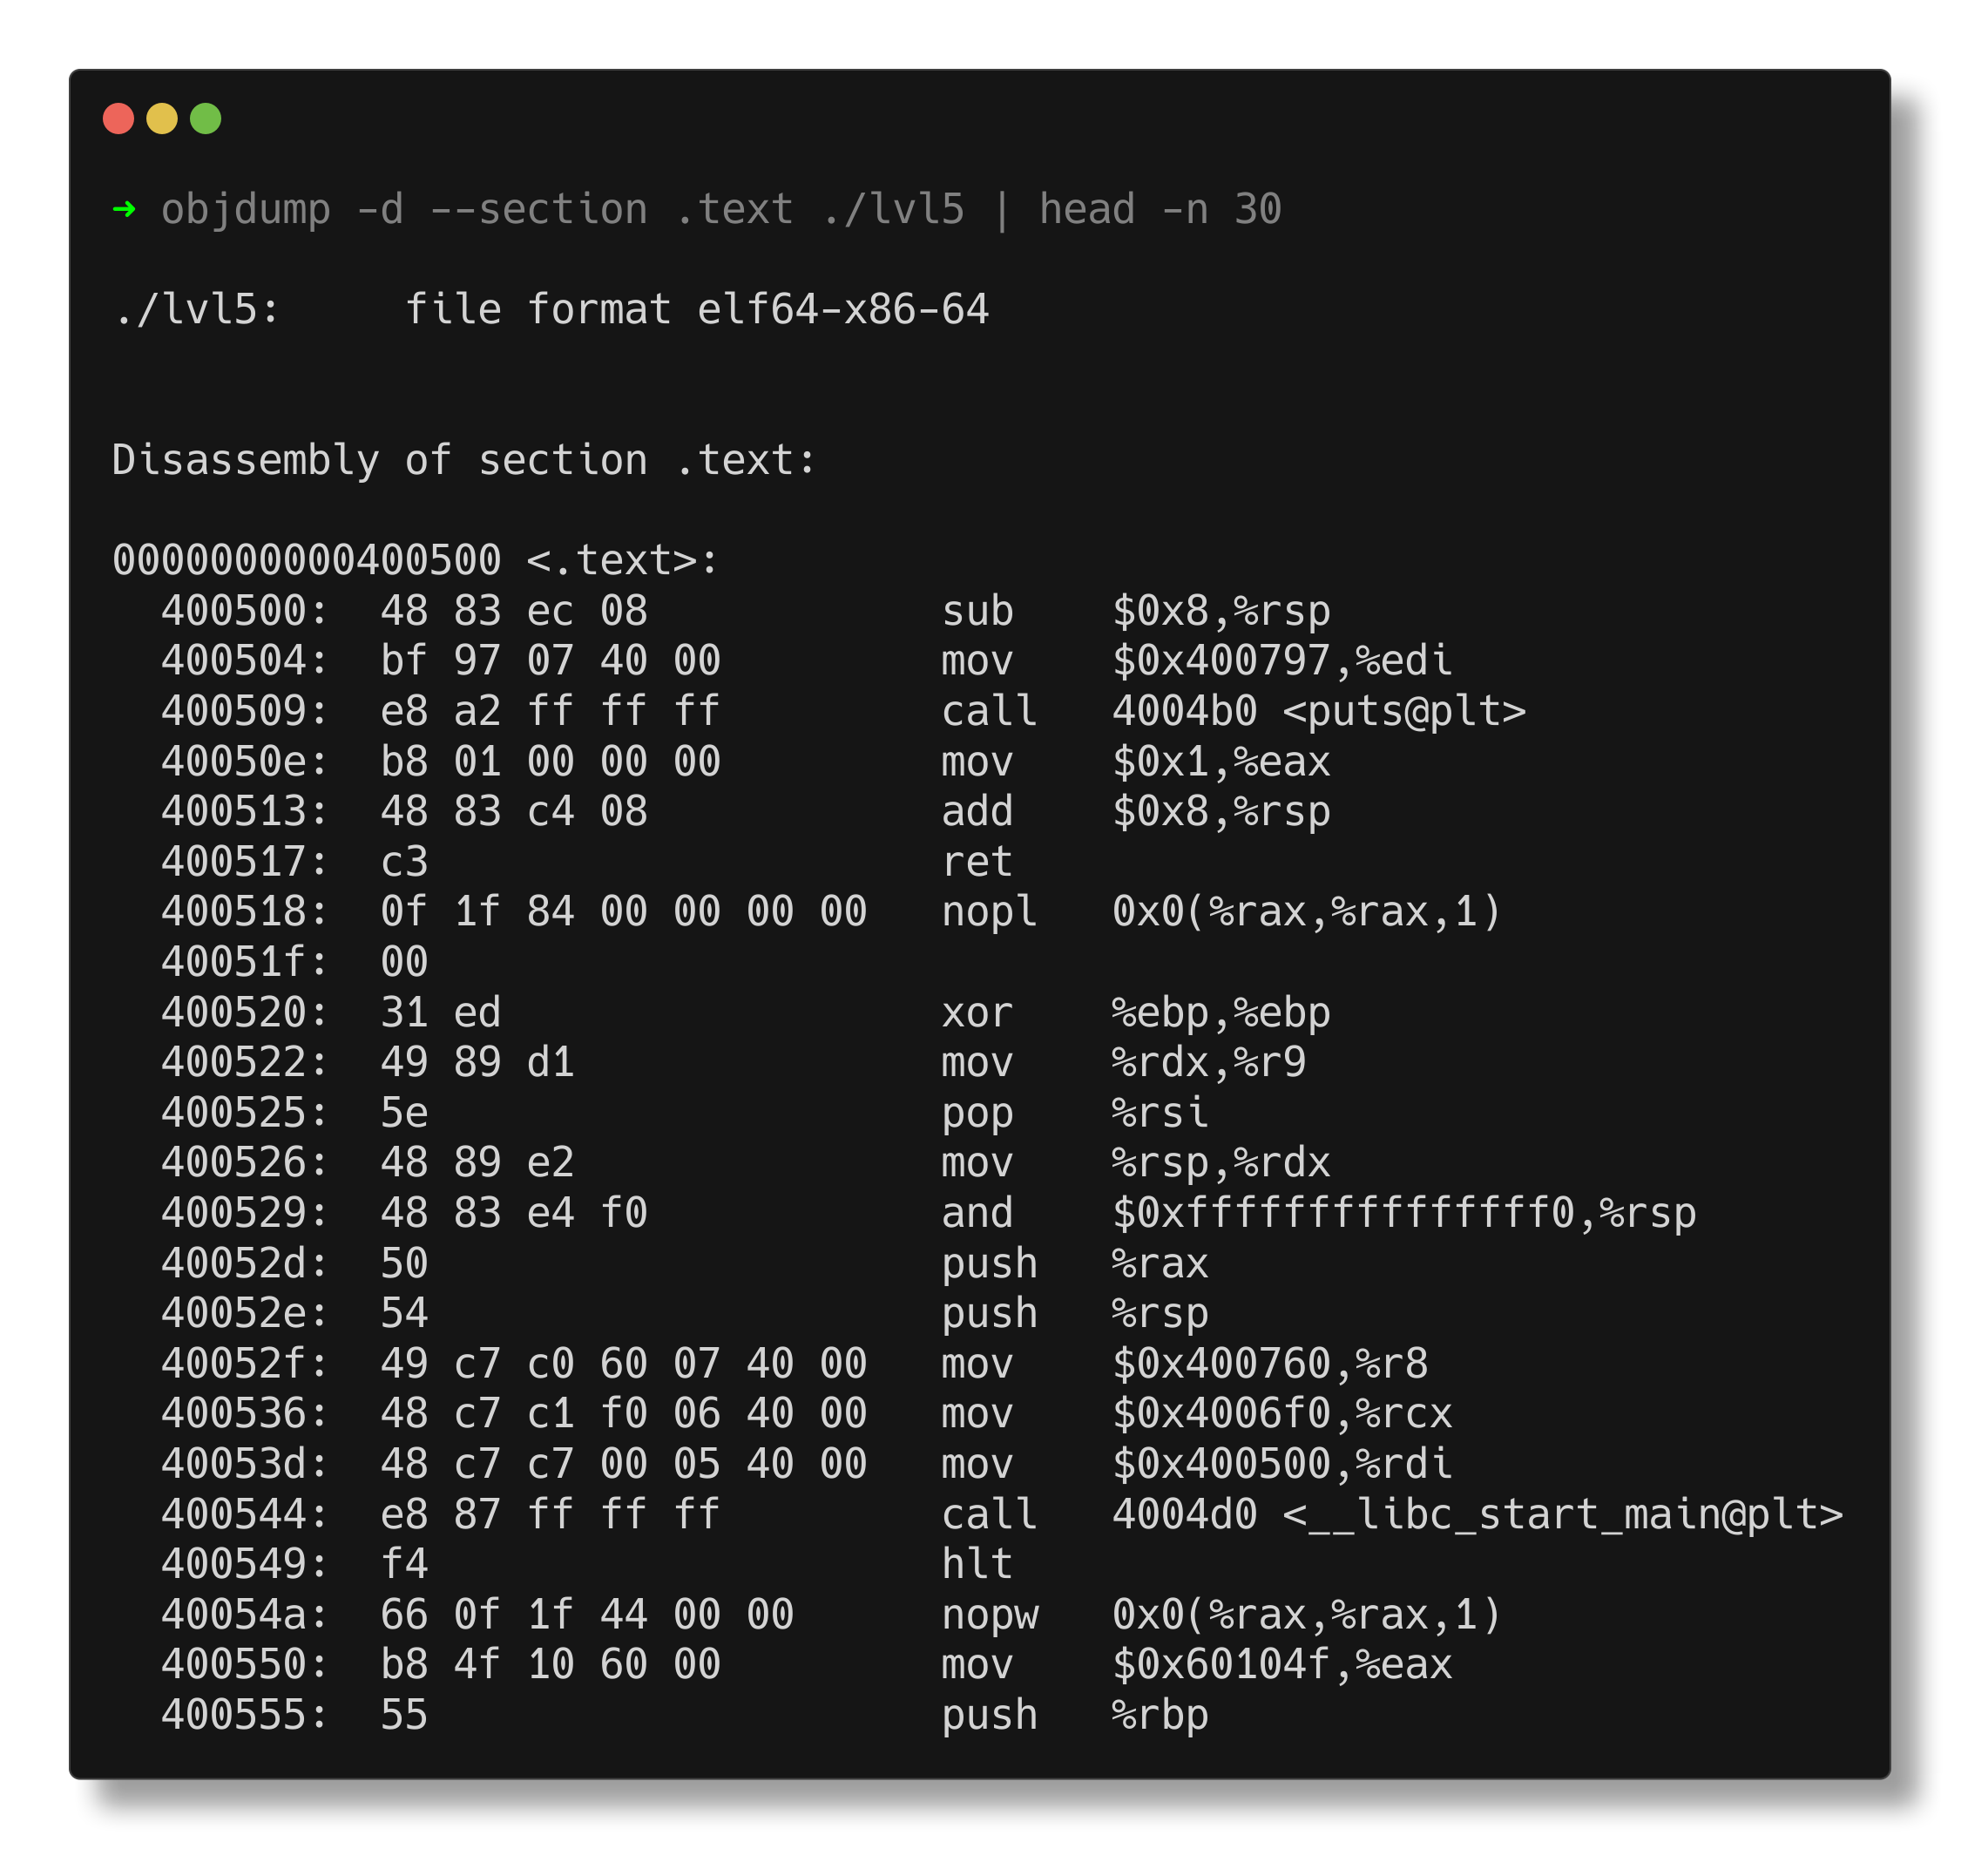 ➜ objdump -d --section .text ./lvl5 | head -n 30

./lvl5:     file format elf64-x86-64


Disassembly of section .text:

0000000000400500 <.text>:
  400500:  48 83 ec 08            sub    $0x8,%rsp
  400504:  bf 97 07 40 00         mov    $0x400797,%edi
  400509:  e8 a2 ff ff ff         call   4004b0 <puts@plt>
  40050e:  b8 01 00 00 00         mov    $0x1,%eax
  400513:  48 83 c4 08            add    $0x8,%rsp
  400517:  c3                     ret
  400518:  0f 1f 84 00 00 00 00   nopl   0x0(%rax,%rax,1)
  40051f:  00
  400520:  31 ed                  xor    %ebp,%ebp
  400522:  49 89 d1               mov    %rdx,%r9
  400525:  5e                     pop    %rsi
  400526:  48 89 e2               mov    %rsp,%rdx
  400529:  48 83 e4 f0            and    $0xfffffffffffffff0,%rsp
  40052d:  50                     push   %rax
  40052e:  54                     push   %rsp
  40052f:  49 c7 c0 60 07 40 00   mov    $0x400760,%r8
  400536:  48 c7 c1 f0 06 40 00   mov    $0x4006f0,%rcx
  40053d:  48 c7 c7 00 05 40 00   mov    $0x400500,%rdi
  400544:  e8 87 ff ff ff         call   4004d0 <__libc_start_main@plt>
  400549:  f4                     hlt
  40054a:  66 0f 1f 44 00 00      nopw   0x0(%rax,%rax,1)
  400550:  b8 4f 10 60 00         mov    $0x60104f,%eax
  400555:  55                     push   %rbp